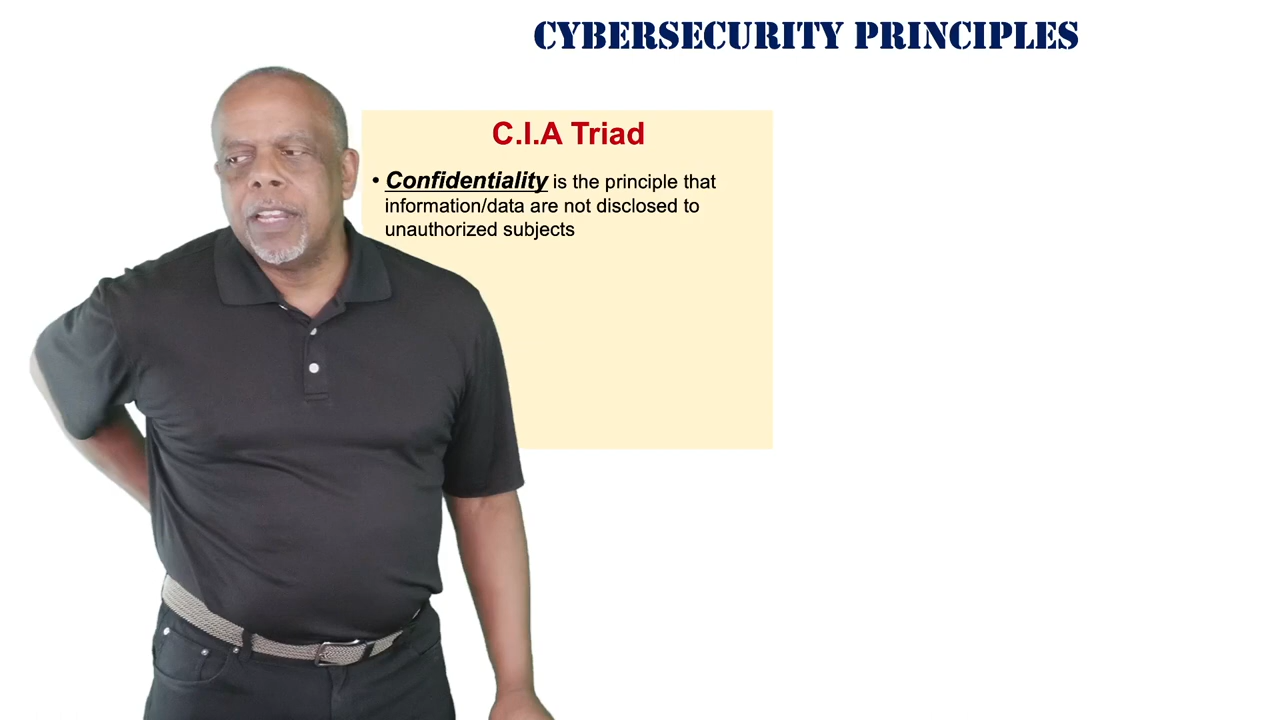 CYBERSECURITY PRINCIPLES
C.I.A Triad
• Confidentiality is the principle that
information/data are not disclosed to
unauthorized subjects